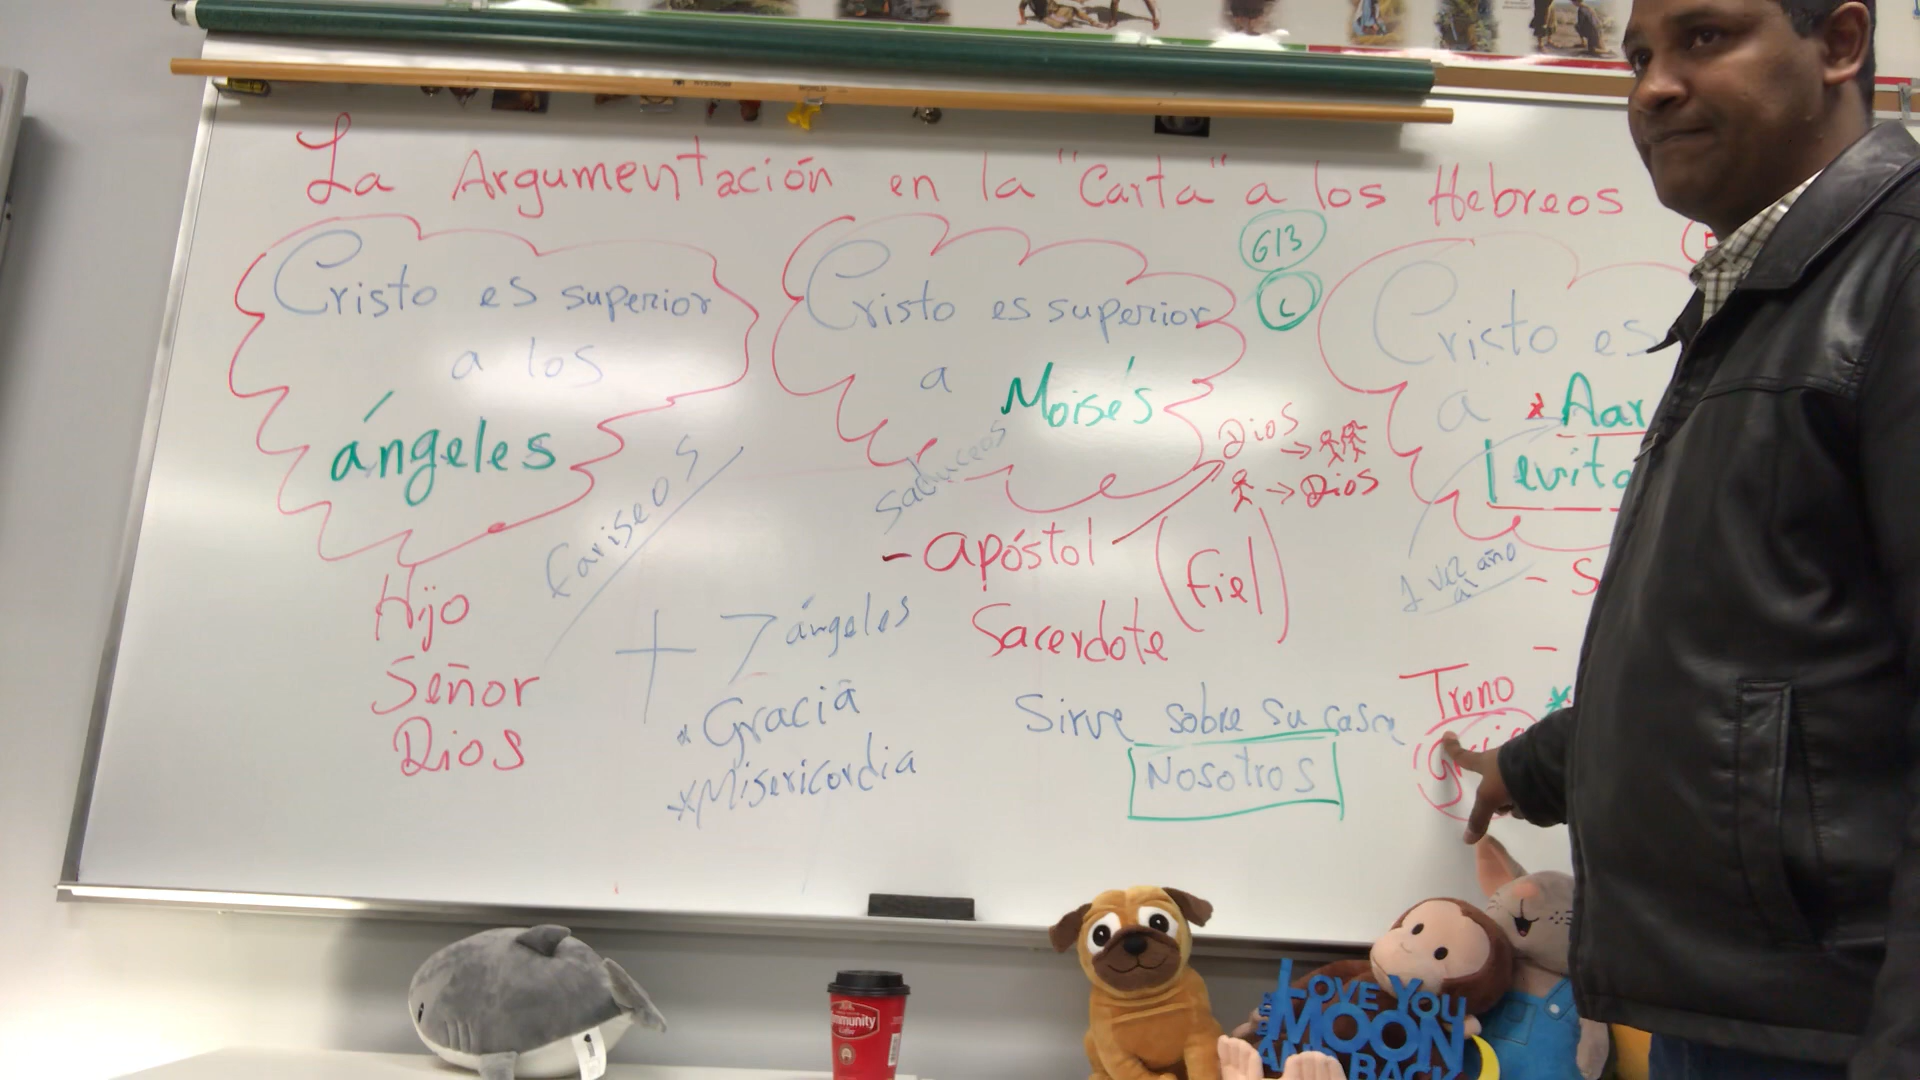 La Argumentación en la "Carta" a los Hebreos
Cristo es superior
a los
ángeles
Hijo
Señor
Dios
fariseos
+ 7 ángeles
* Gracia
* Misericordia
Cristo es superior
a Moisés
613
L
saduceos
Dios →
→ Dios
- apóstol
Sacerdote
(fiel)
Sirve sobre su casa
Nosotros
Cristo es
a * Aar
levita
1 vez
al año
- S
-
Trono
*
LOVE YOU
MOON
AND BACK